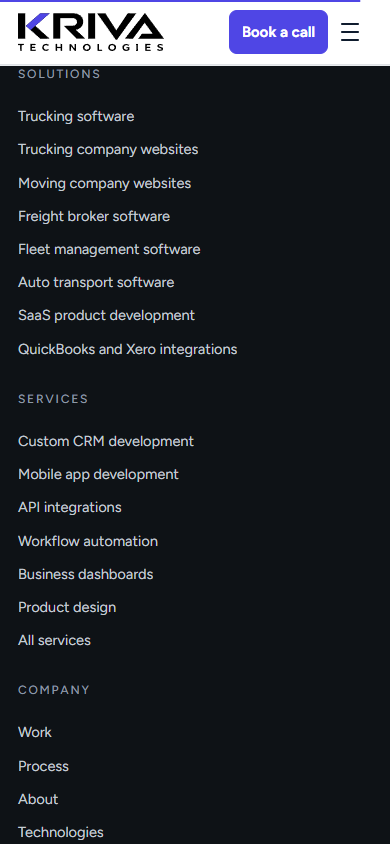 KRIVA
TECHNOLOGIES
Book a call
SOLUTIONS
Trucking software
Trucking company websites
Moving company websites
Freight broker software
Fleet management software
Auto transport software
SaaS product development
QuickBooks and Xero integrations
SERVICES
Custom CRM development
Mobile app development
API integrations
Workflow automation
Business dashboards
Product design
All services
COMPANY
Work
Process
About
Technologies